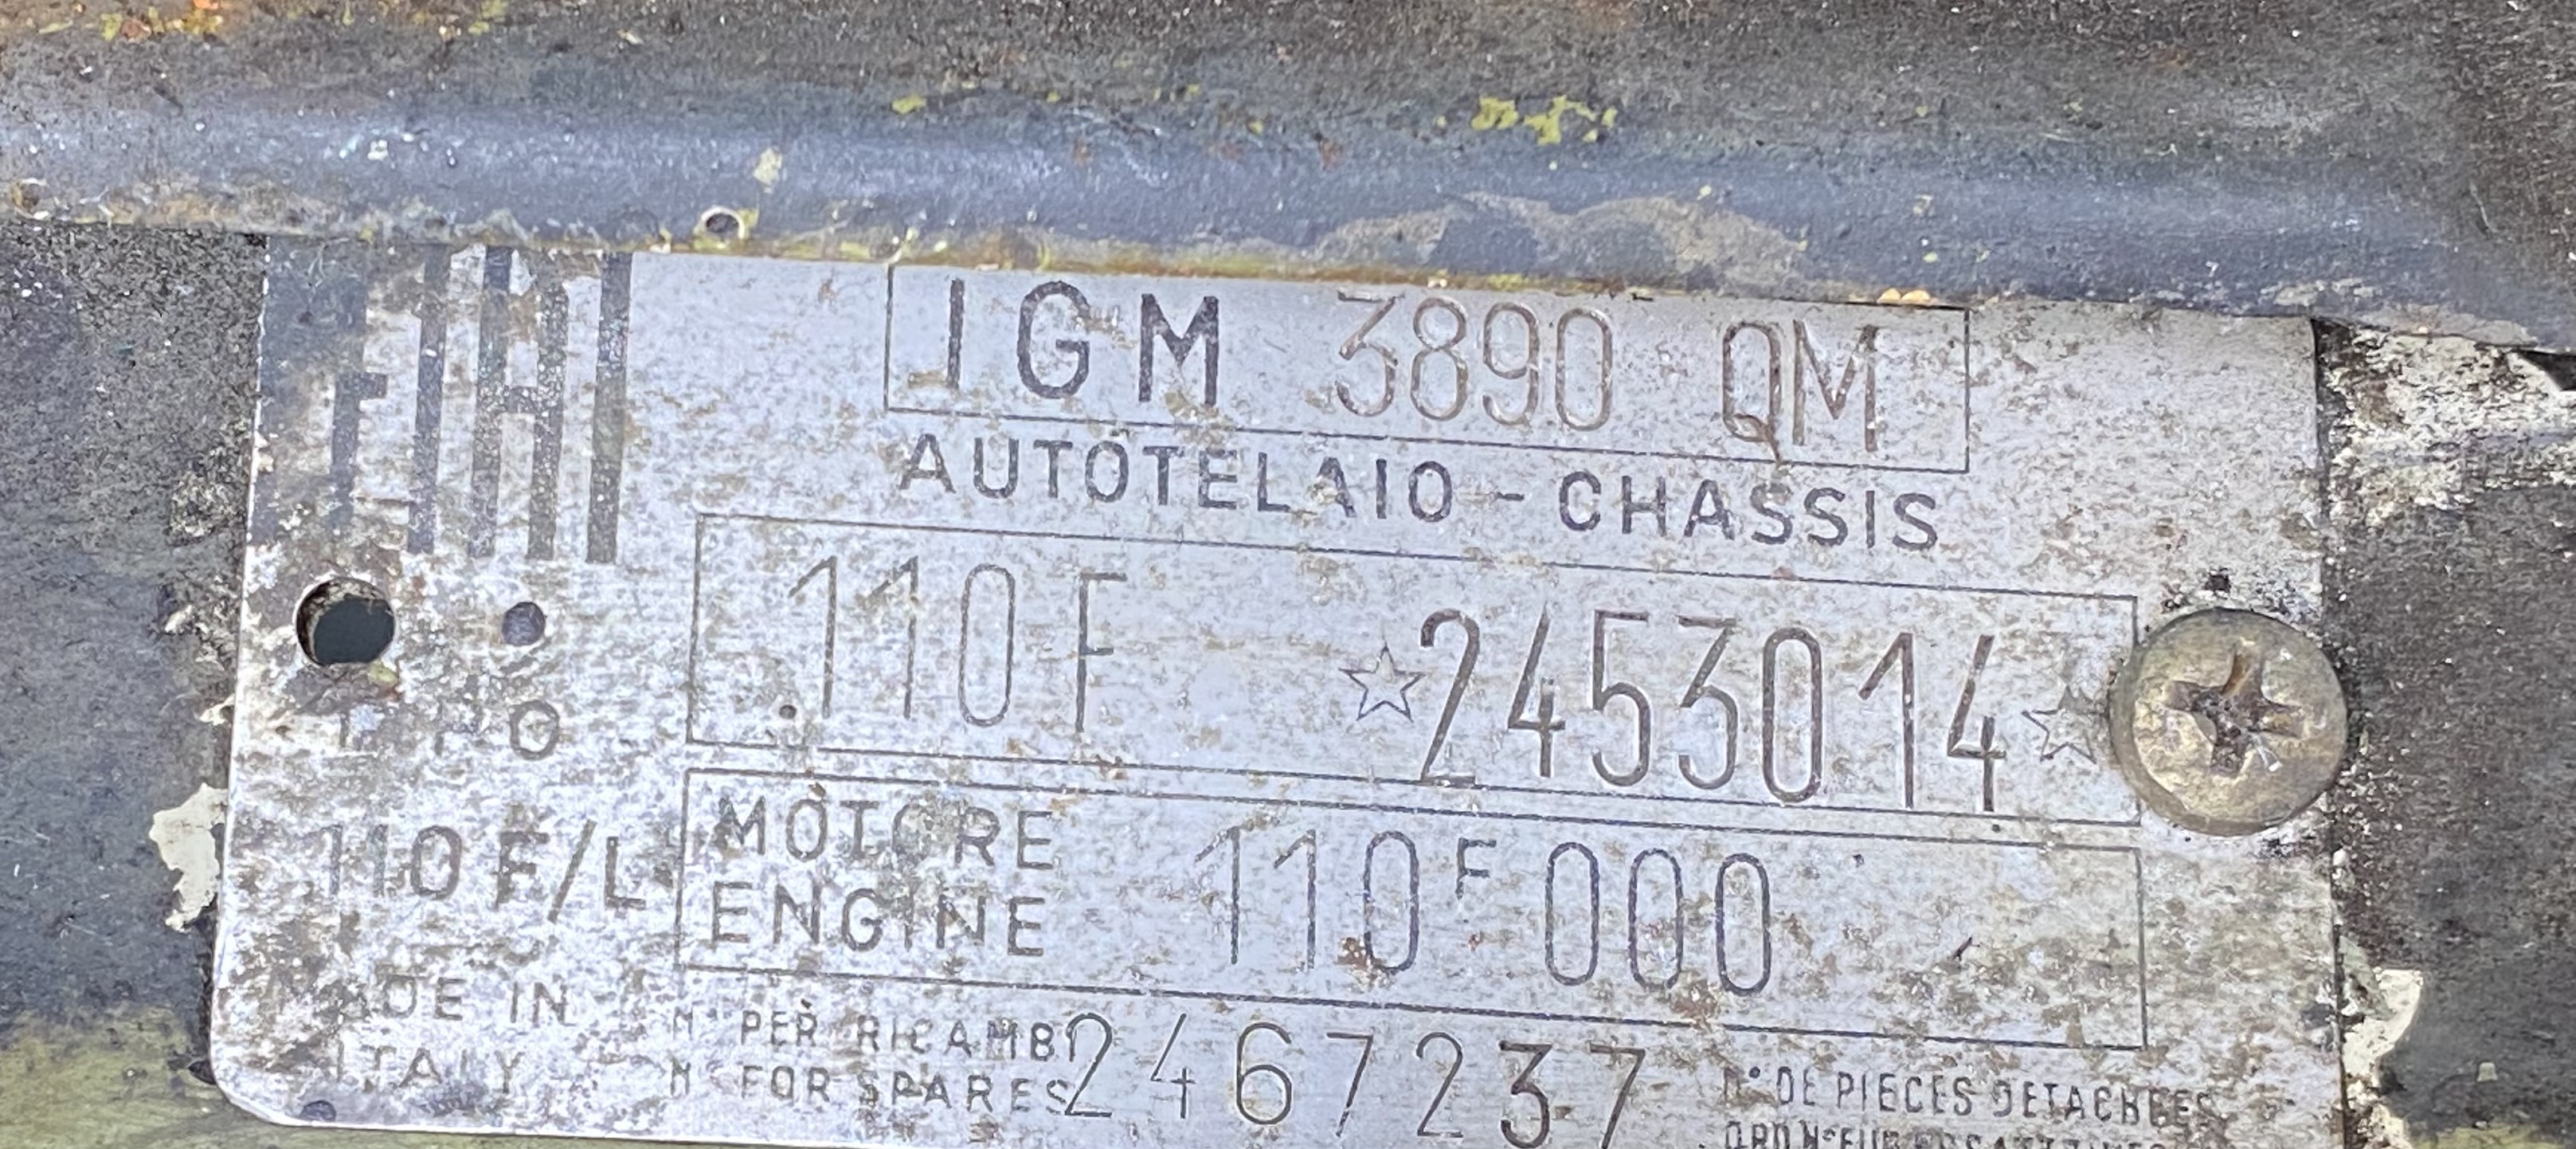 FIAT
IGM 3890 QM
AUTOTELAIO - CHASSIS
110F ☆2453014☆
TIPO
110 F/L
MOTORE
ENGINE
110F000
MADE IN
ITALY
N° PER RICAMBI
N° FOR SPARES
2467237
N° DE PIECES DETACHEES